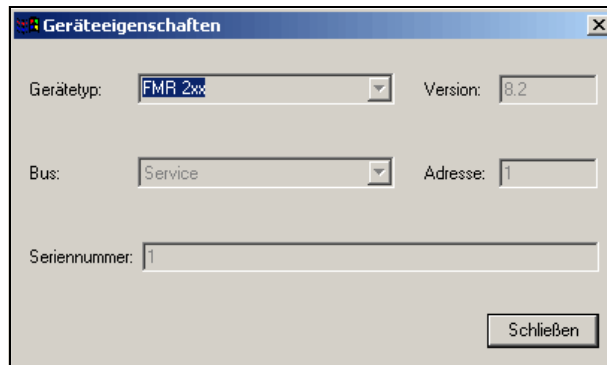 Geräteeigenschaften
Gerätetyp: FMR 2xx Version: 8.2
Bus: Service Adresse: 1
Seriennummer: 1
Schließen